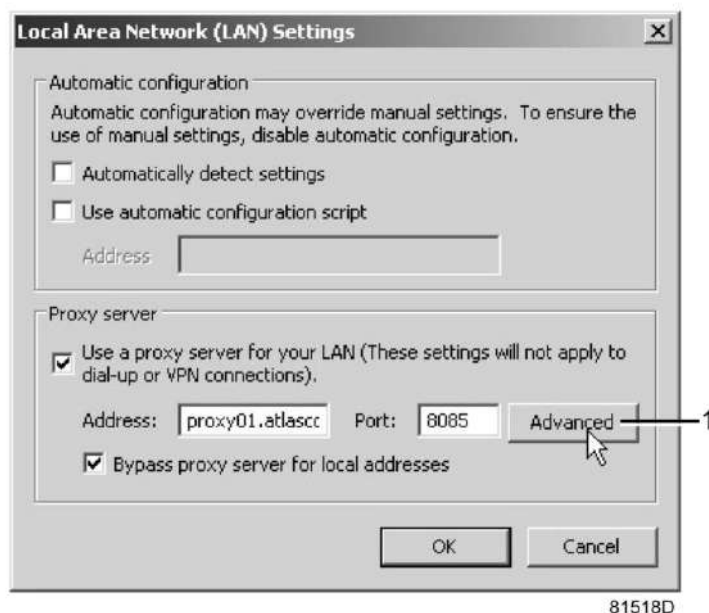 Local Area Network (LAN) Settings
Automatic configuration
Automatic configuration may override manual settings. To ensure the
use of manual settings, disable automatic configuration.
Automatically detect settings
Use automatic configuration script
Address
Proxy server
Use a proxy server for your LAN (These settings will not apply to
dial-up or VPN connections).
Address: proxy01.atlascc Port: 8085 Advanced 1
Bypass proxy server for local addresses
OK Cancel
81518D